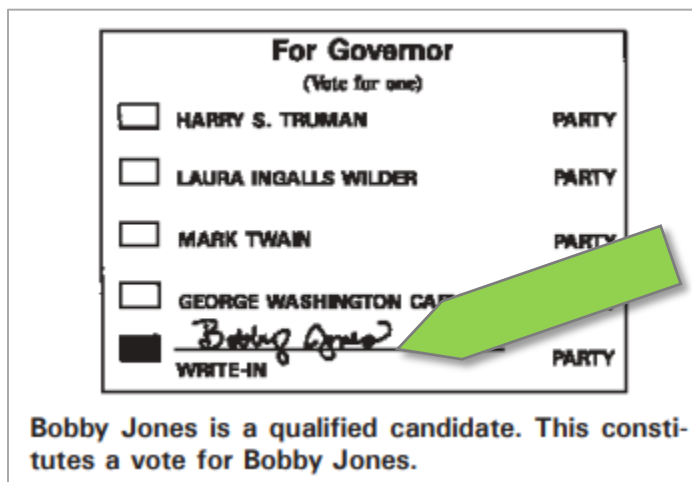 For Governor
(Vote for one)
HARRY S. TRUMAN PARTY
LAURA INGALLS WILDER PARTY
MARK TWAIN PARTY
GEORGE WASHINGTON
Bobby Jones
WRITE-IN PARTY
Bobby Jones is a qualified candidate. This consti-
tutes a vote for Bobby Jones.